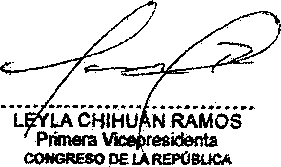 LEYLA CHIHUÁN RAMOS
Primera Vicepresidenta
CONGRESO DE LA REPÚBLICA